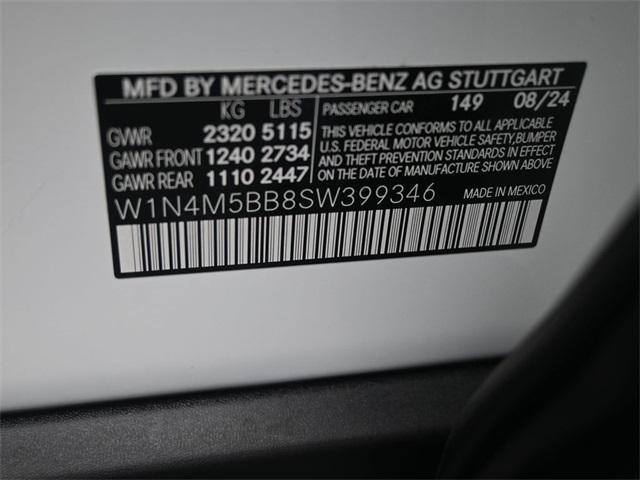 MFD BY MERCEDES-BENZ AG STUTTGART
KG LBS PASSENGER CAR 149 08/24
GVWR 2320 5115 THIS VEHICLE CONFORMS TO ALL APPLICABLE
GAWR FRONT 1240 2734 U.S. FEDERAL MOTOR VEHICLE SAFETY,BUMPER
GAWR REAR 1110 2447 AND THEFT PREVENTION STANDARDS IN EFFECT
ON THE DATE OF MANUFACTURE SHOWN ABOVE.
W1N4M5BB8SW399346 MADE IN MEXICO